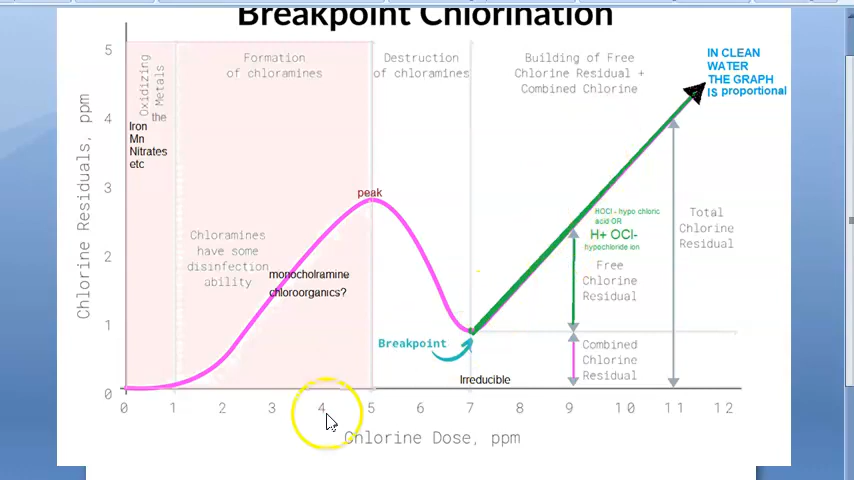 Breakpoint Chlorination
Chlorine Residuals, ppm
5
4
3
2
1
0
Oxidizing
Metals
the
Iron
Mn
Nitrates
etc
Formation
of chloramines
Destruction
of chloramines
Building of Free
Chlorine Residual +
Combined Chlorine
IN CLEAN
WATER
THE GRAPH
IS proportional
peak
Chloramines
have some
disinfection
ability
monocholramine
chloroorganics?
HOCl - hypo chloric
acid OR
H+ OCl-
hypochloride ion
Free
Chlorine
Residual
Total
Chlorine
Residual
Breakpoint
Combined
Chlorine
Residual
Irreducible
0 1 2 3 4 5 6 7 8 9 10 11 12
Chlorine Dose, ppm